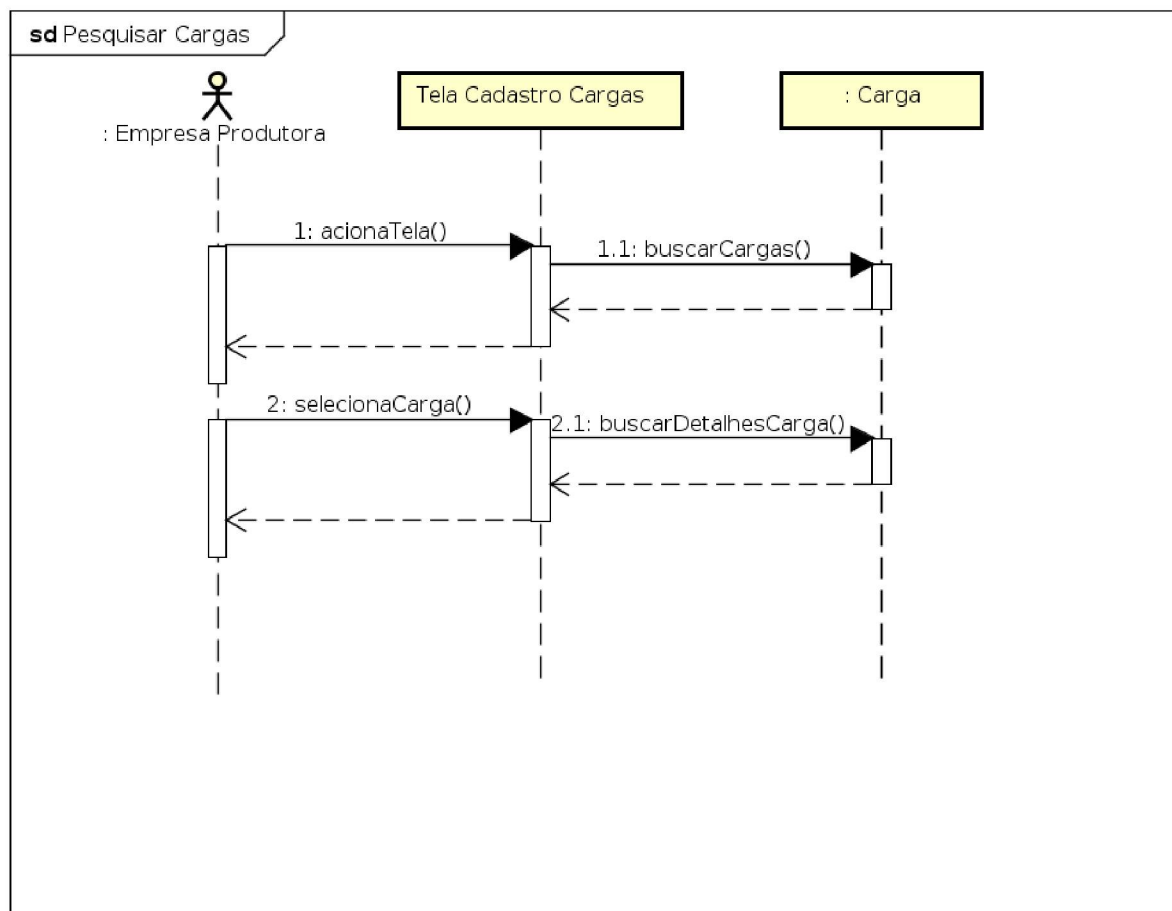 sd Pesquisar Cargas
Tela Cadastro Cargas
: Carga
: Empresa Produtora
1: acionaTela()
1.1: buscarCargas()
2: selecionaCarga()
2.1: buscarDetalhesCarga()